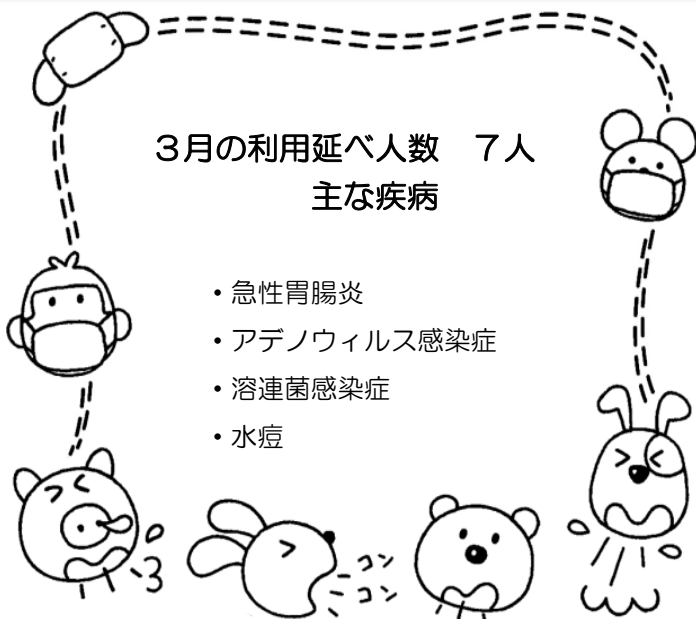 ３月の利用延べ人数　７人
主な疾病
・急性胃腸炎
・アデノウィルス感染症
・溶連菌感染症
・水痘
コン
コン